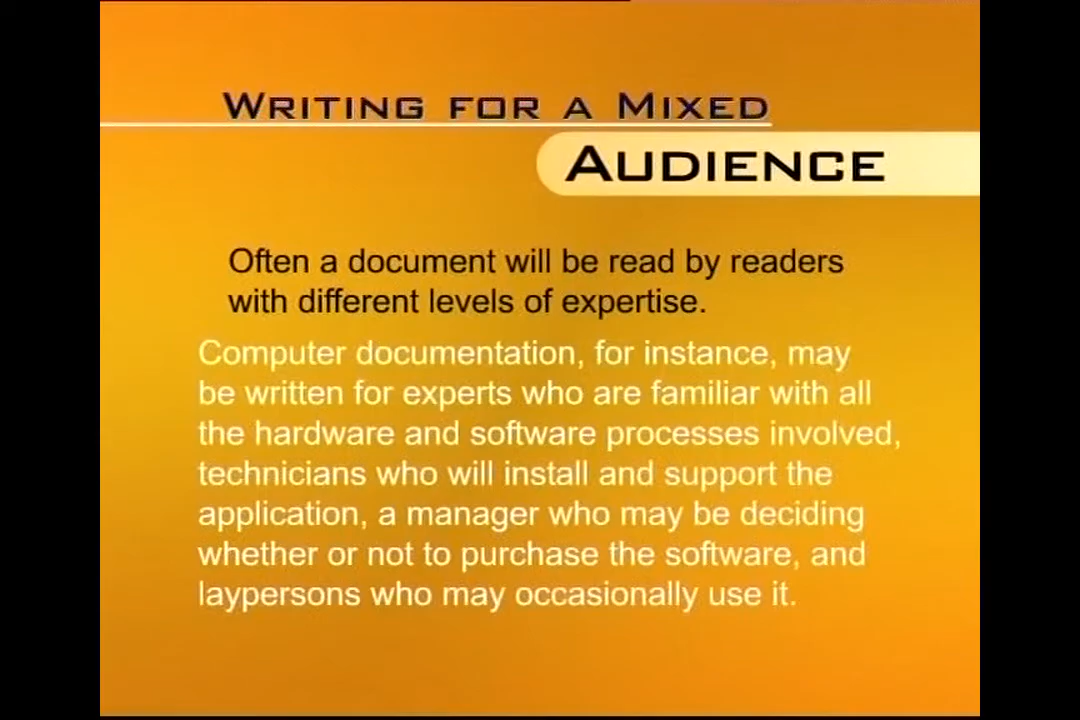 Writing for a Mixed
Audience
Often a document will be read by readers
with different levels of expertise.
Computer documentation, for instance, may
be written for experts who are familiar with all
the hardware and software processes involved,
technicians who will install and support the
application, a manager who may be deciding
whether or not to purchase the software, and
laypersons who may occasionally use it.